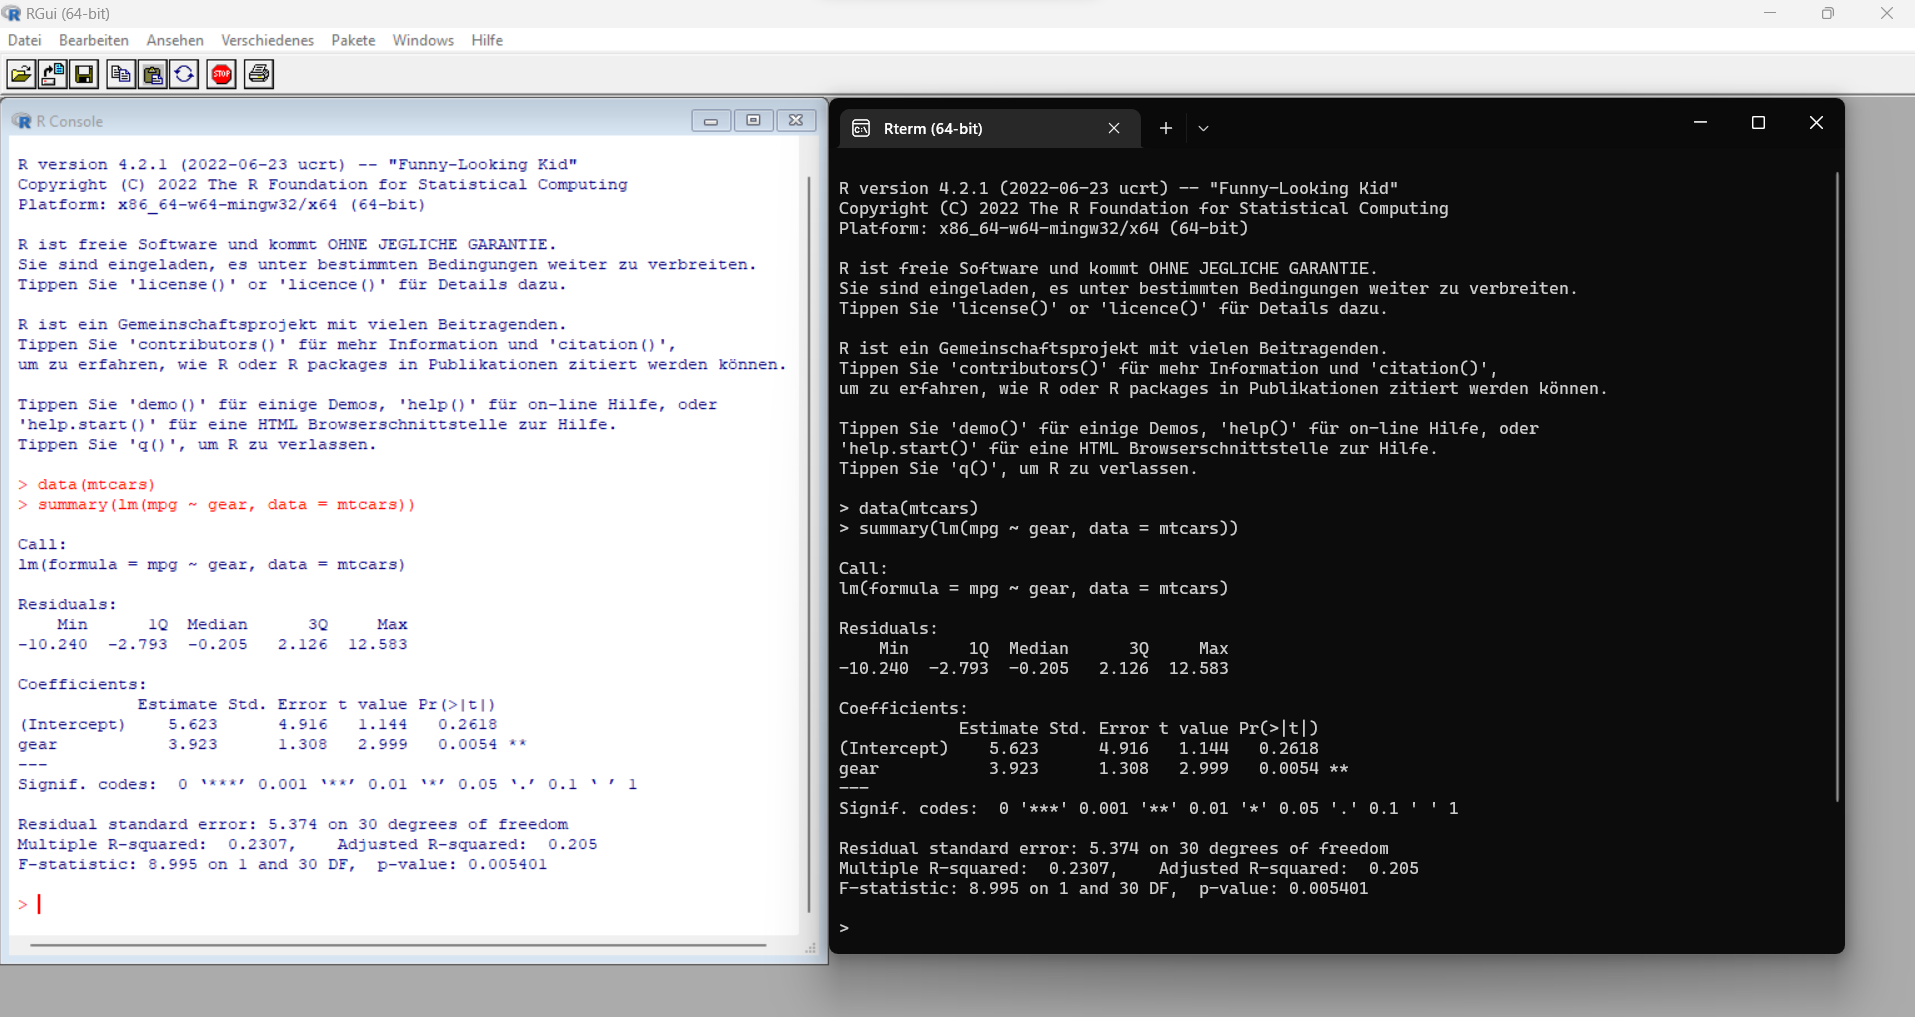 RGui (64-bit)
Datei Bearbeiten Ansehen Verschiedenes Pakete Windows Hilfe
STOP
R Console
R version 4.2.1 (2022-06-23 ucrt) -- "Funny-Looking Kid"
Copyright (C) 2022 The R Foundation for Statistical Computing
Platform: x86_64-w64-mingw32/x64 (64-bit)

R ist freie Software und kommt OHNE JEGLICHE GARANTIE.
Sie sind eingeladen, es unter bestimmten Bedingungen weiter zu verbreiten.
Tippen Sie 'license()' or 'licence()' für Details dazu.

R ist ein Gemeinschaftsprojekt mit vielen Beitragenden.
Tippen Sie 'contributors()' für mehr Information und 'citation()',
um zu erfahren, wie R oder R packages in Publikationen zitiert werden können.

Tippen Sie 'demo()' für einige Demos, 'help()' für on-line Hilfe, oder
'help.start()' für eine HTML Browserschnittstelle zur Hilfe.
Tippen Sie 'q()', um R zu verlassen.

> data(mtcars)
> summary(lm(mpg ~ gear, data = mtcars))

Call:
lm(formula = mpg ~ gear, data = mtcars)

Residuals:
    Min      1Q  Median      3Q     Max
-10.240  -2.793  -0.205   2.126  12.583

Coefficients:
            Estimate Std. Error t value Pr(>|t|)
(Intercept)    5.623      4.916   1.144   0.2618
gear           3.923      1.308   2.999   0.0054 **
---
Signif. codes:  0 ‘***’ 0.001 ‘**’ 0.01 ‘*’ 0.05 ‘.’ 0.1 ‘ ’ 1

Residual standard error: 5.374 on 30 degrees of freedom
Multiple R-squared:  0.2307,    Adjusted R-squared:  0.205
F-statistic: 8.995 on 1 and 30 DF,  p-value: 0.005401

>
Rterm (64-bit)
R version 4.2.1 (2022-06-23 ucrt) -- "Funny-Looking Kid"
Copyright (C) 2022 The R Foundation for Statistical Computing
Platform: x86_64-w64-mingw32/x64 (64-bit)

R ist freie Software und kommt OHNE JEGLICHE GARANTIE.
Sie sind eingeladen, es unter bestimmten Bedingungen weiter zu verbreiten.
Tippen Sie 'license()' or 'licence()' für Details dazu.

R ist ein Gemeinschaftsprojekt mit vielen Beitragenden.
Tippen Sie 'contributors()' für mehr Information und 'citation()',
um zu erfahren, wie R oder R packages in Publikationen zitiert werden können.

Tippen Sie 'demo()' für einige Demos, 'help()' für on-line Hilfe, oder
'help.start()' für eine HTML Browserschnittstelle zur Hilfe.
Tippen Sie 'q()', um R zu verlassen.

> data(mtcars)
> summary(lm(mpg ~ gear, data = mtcars))

Call:
lm(formula = mpg ~ gear, data = mtcars)

Residuals:
    Min      1Q  Median      3Q     Max
-10.240  -2.793  -0.205   2.126  12.583

Coefficients:
            Estimate Std. Error t value Pr(>|t|)
(Intercept)    5.623      4.916   1.144   0.2618
gear           3.923      1.308   2.999   0.0054 **
---
Signif. codes:  0 '***' 0.001 '**' 0.01 '*' 0.05 '.' 0.1 ' ' 1

Residual standard error: 5.374 on 30 degrees of freedom
Multiple R-squared:  0.2307,    Adjusted R-squared:  0.205
F-statistic: 8.995 on 1 and 30 DF,  p-value: 0.005401

>